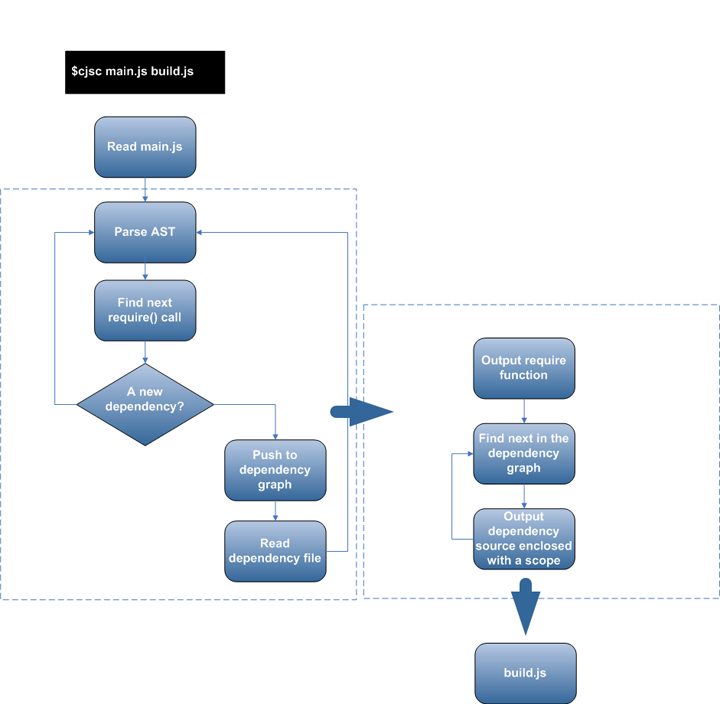 $cjsc main.js build.js
Read main.js
Parse AST
Find next
require() call
A new
dependency?
Push to
dependency
graph
Read
dependency file
Output require
function
Find next in the
dependency
graph
Output
dependency
source enclosed
with a scope
build.js